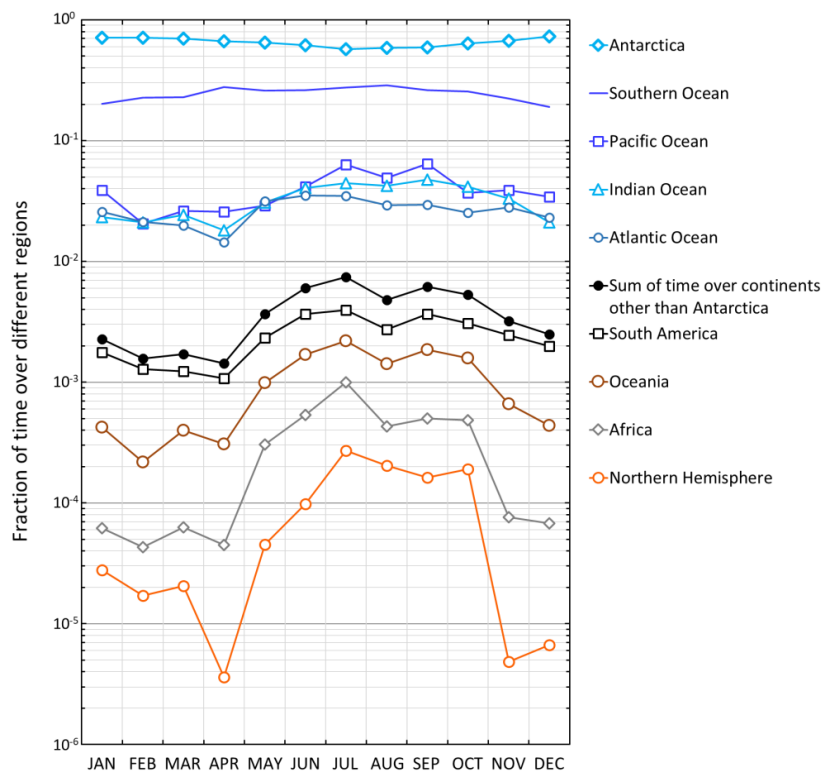 Fraction of time over different regions
10⁰
10⁻¹
10⁻²
10⁻³
10⁻⁴
10⁻⁵
10⁻⁶
JAN FEB MAR APR MAY JUN JUL AUG SEP OCT NOV DEC
Antarctica
Southern Ocean
Pacific Ocean
Indian Ocean
Atlantic Ocean
Sum of time over continents
other than Antarctica
South America
Oceania
Africa
Northern Hemisphere